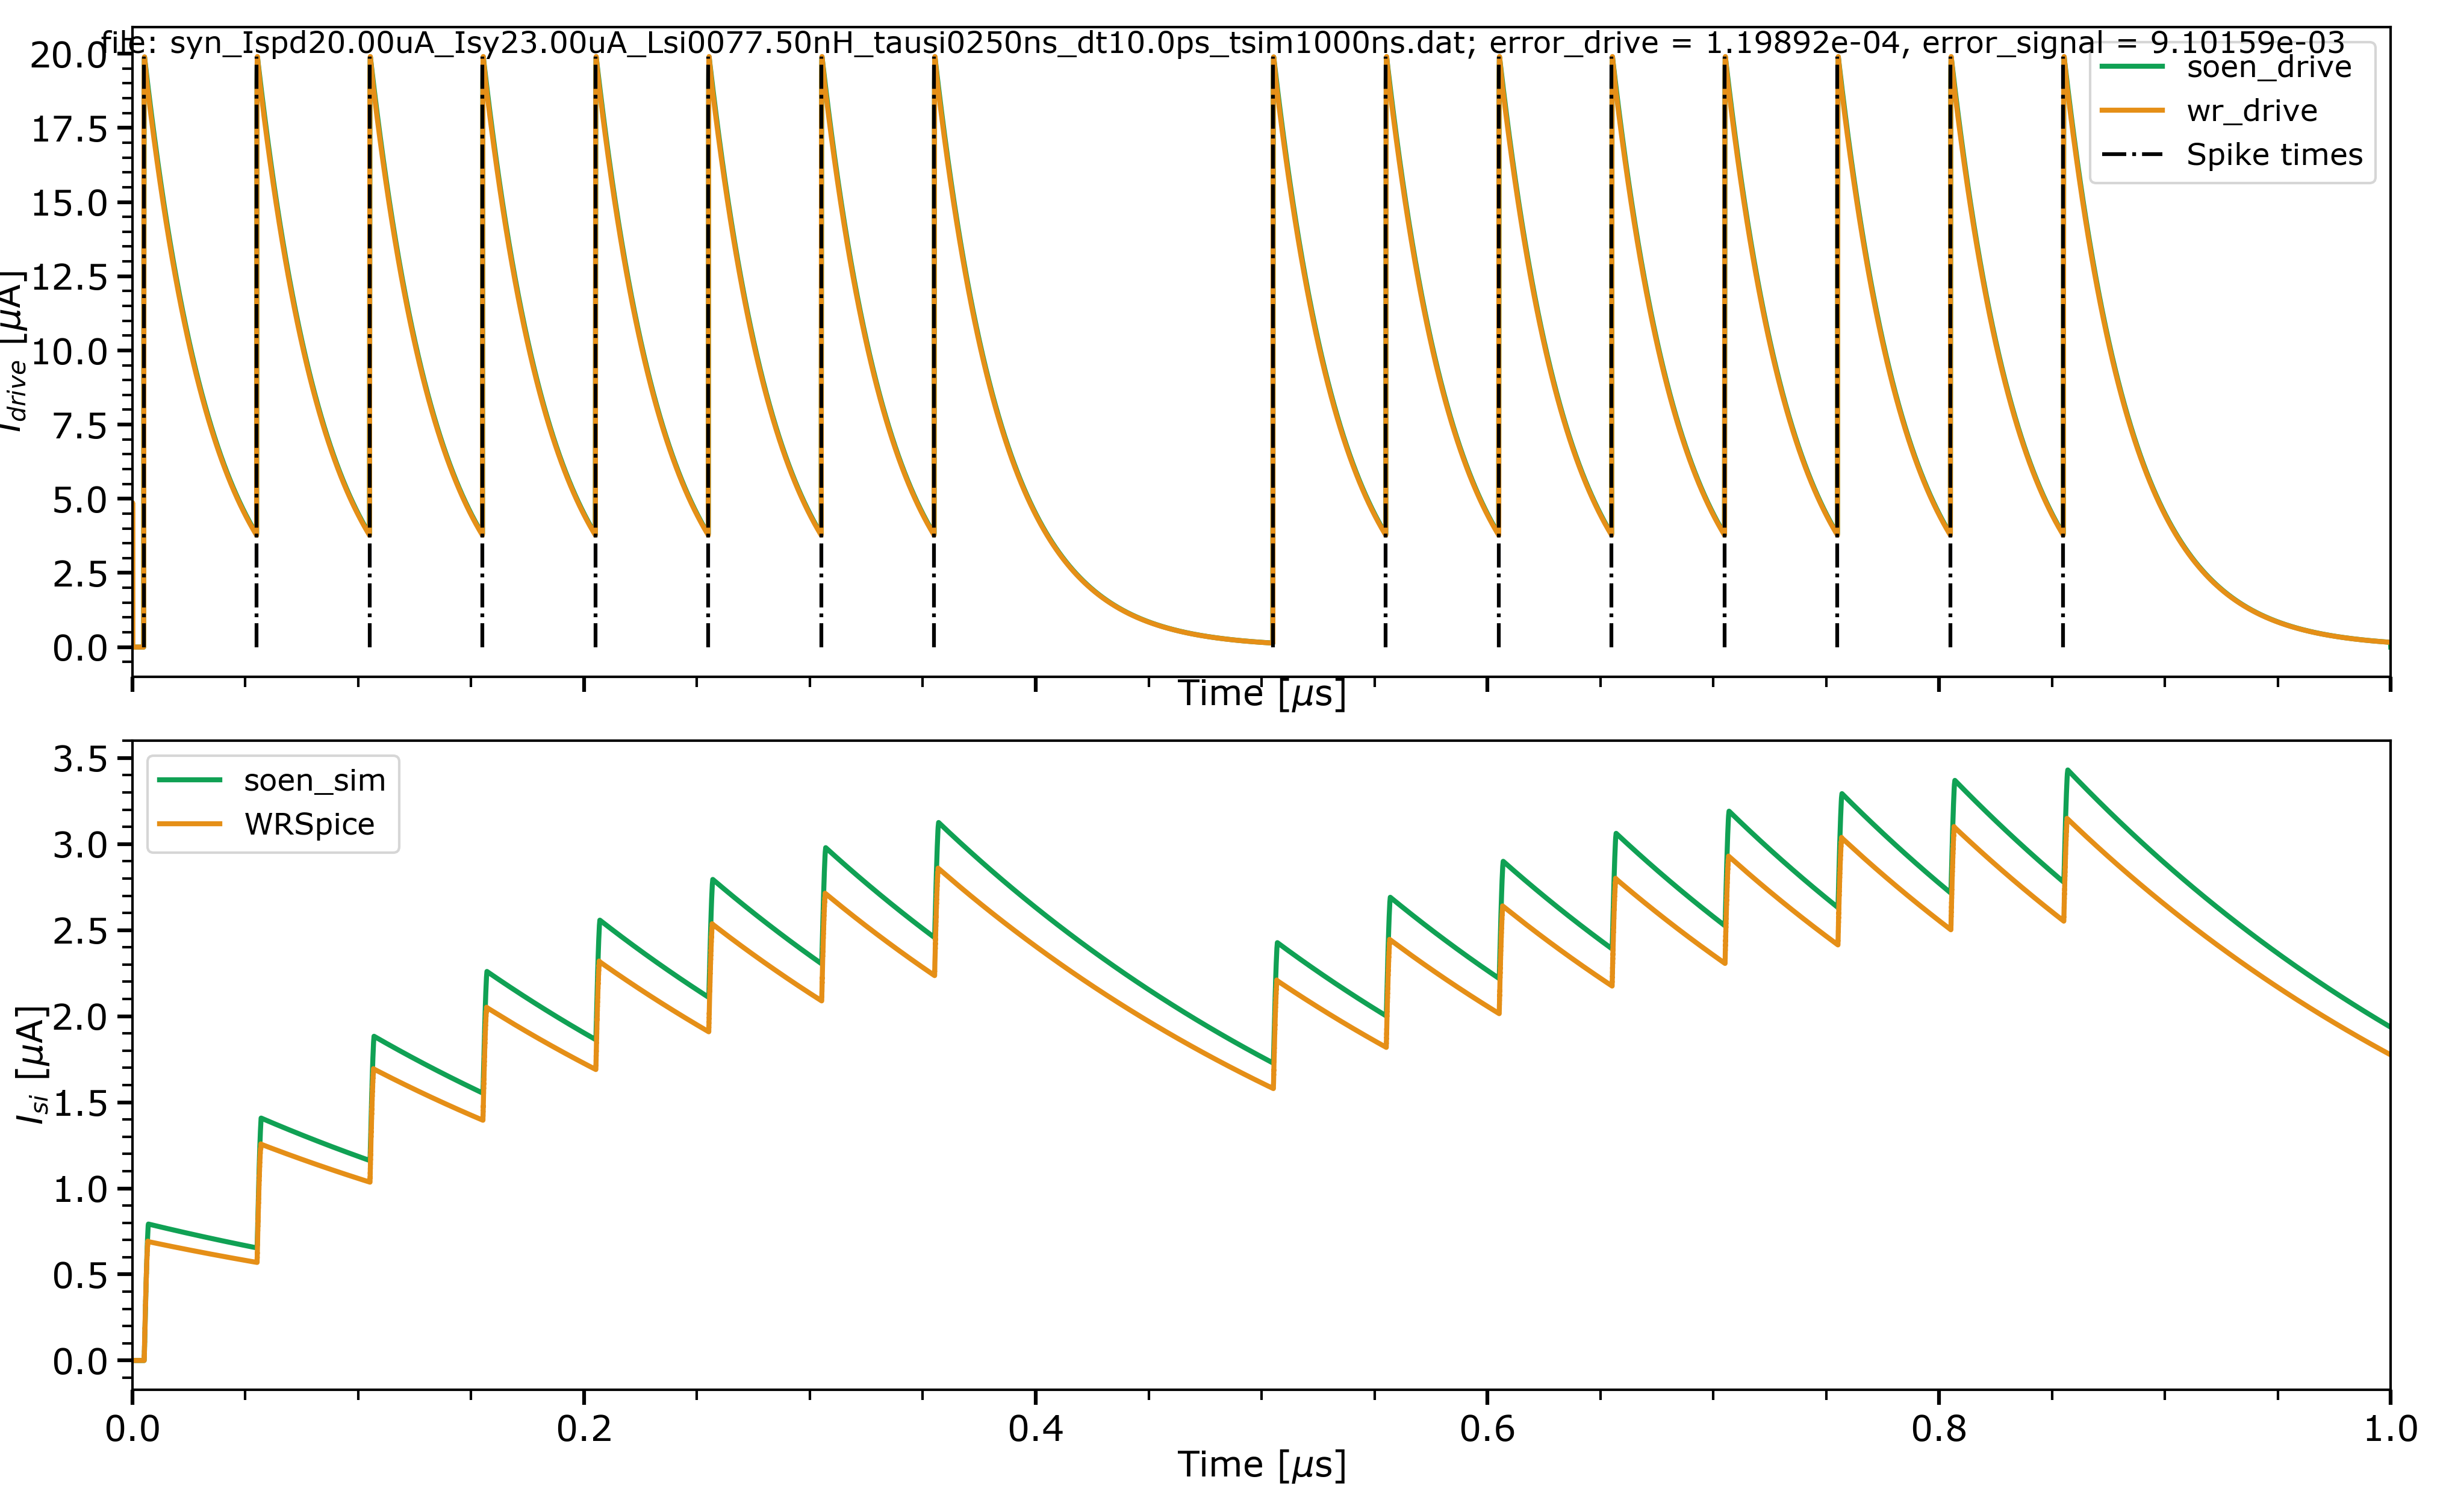 file: syn_Ispd20.00uA_Isy23.00uA_Lsi0077.50nH_tausi0250ns_dt10.0ps_tsim1000ns.dat; error_drive = 1.19892e-04, error_signal = 9.10159e-03
20.0
17.5
15.0
12.5
10.0
7.5
5.0
2.5
0.0
I_drive [μA]
soen_drive
wr_drive
Spike times
Time [μs]
3.5
3.0
2.5
2.0
1.5
1.0
0.5
0.0
I_si [μA]
soen_sim
WRSpice
0.0 0.2 0.4 0.6 0.8 1.0
Time [μs]